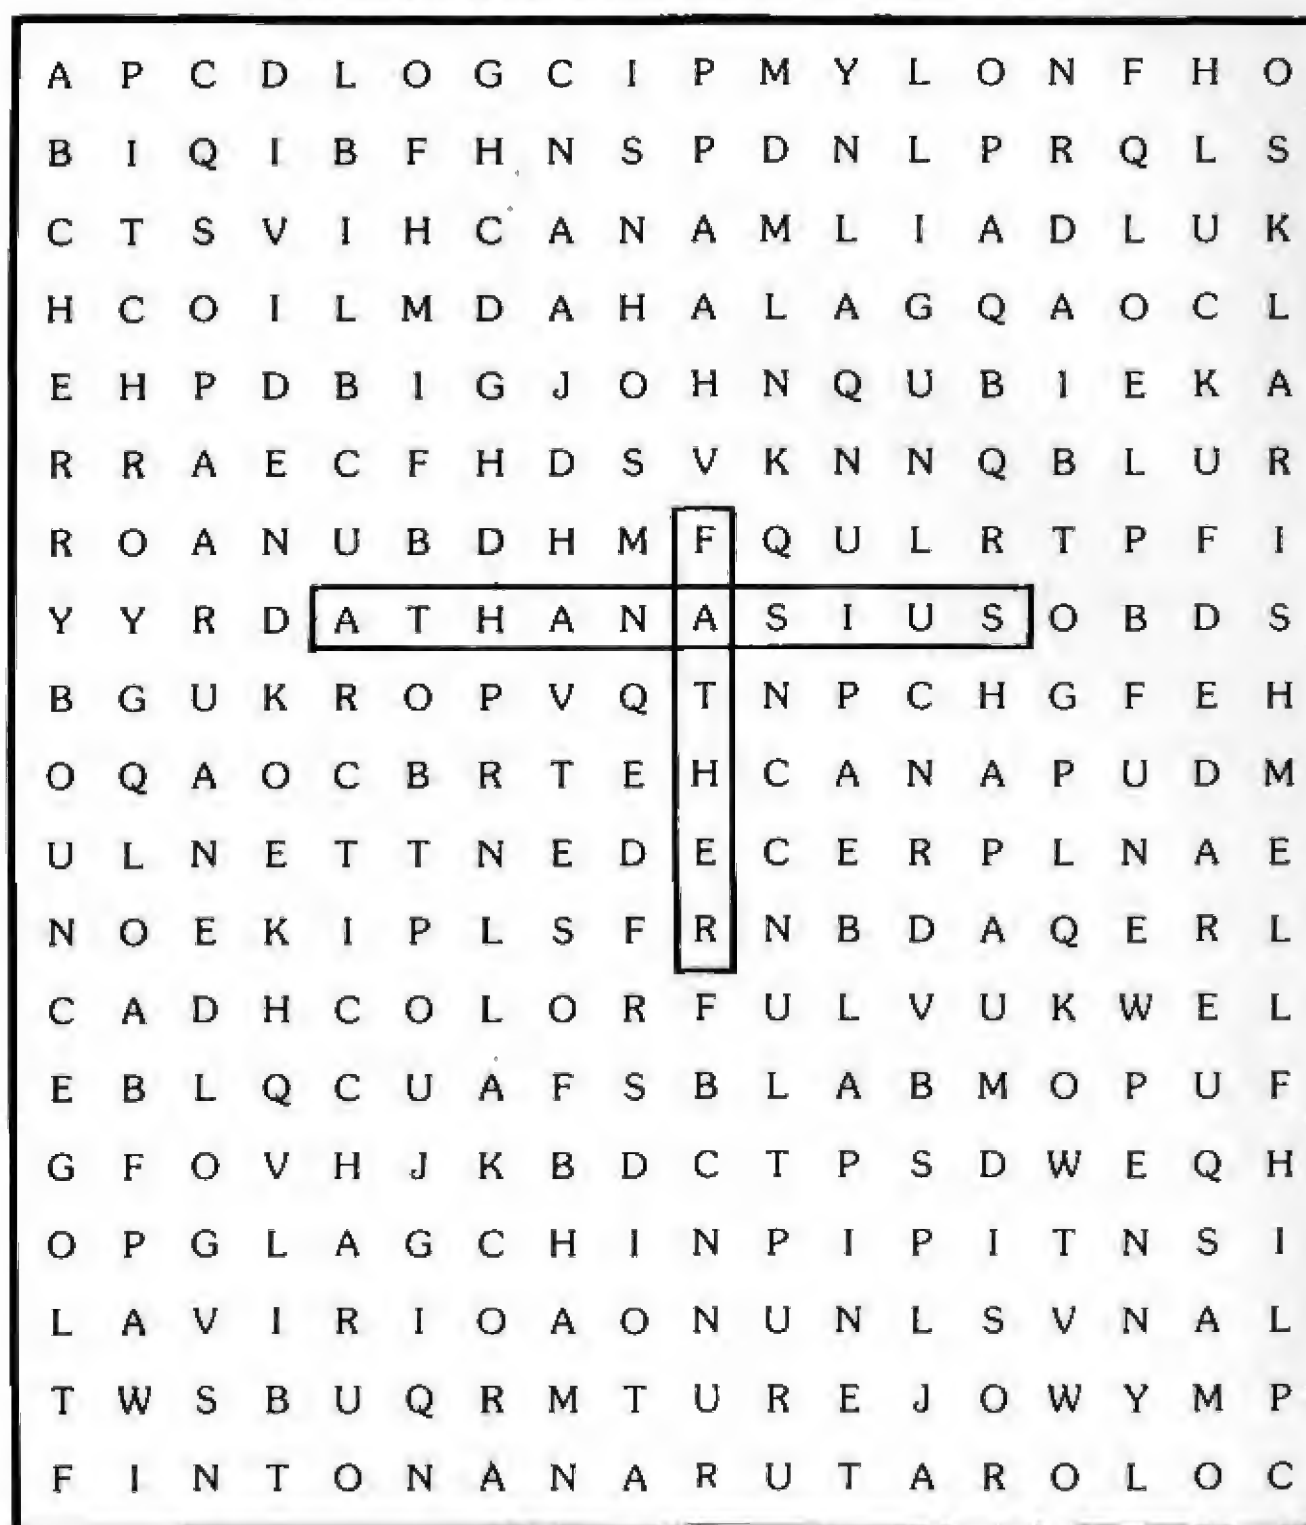 A P C D L O G C I P M Y L O N F H O
B I Q I B F H N S P D N L P R Q L S
C T S V I H C A N A M L I A D L U K
H C O I L M D A H A L A G Q A O C L
E H P D B I G J O H N Q U B I E K A
R R A E C F H D S V K N N Q B L U R
R O A N U B D H M F Q U L R T P F I
Y Y R D A T H A N A S I U S O B D S
B G U K R O P V Q T N P C H G F E H
O Q A O C B R T E H C A N A P U D M
U L N E T T N E D E C E R P L N A E
N O E K I P L S F R N B D A Q E R L
C A D H C O L O R F U L V U K W E L
E B L Q C U A F S B L A B M O P U F
G F O V H J K B D C T P S D W E Q H
O P G L A G C H I N P I P I T N S I
L A V I R I O A O N U N L S V N A L
T W S B U Q R M T U R E J O W Y M P
F I N T O N A N A R U T A R O L O C